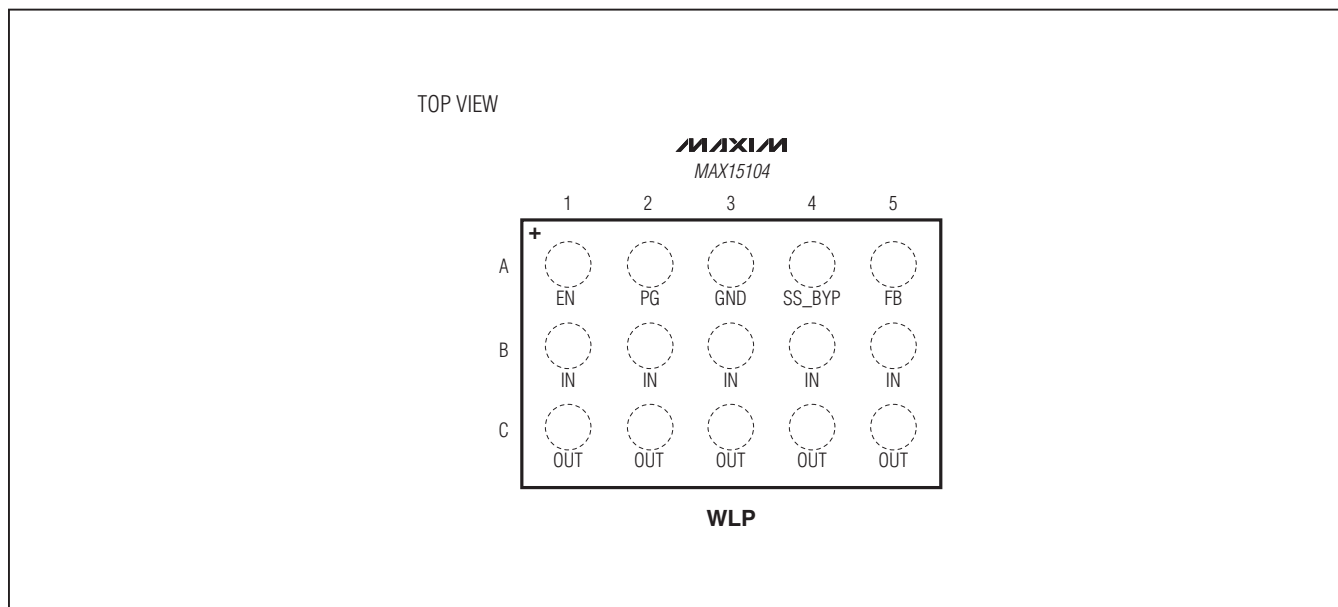 TOP VIEW
MAXIM
MAX15104
1 2 3 4 5
+
A
EN PG GND SS_BYP FB
B
IN IN IN IN IN
C
OUT OUT OUT OUT OUT
WLP